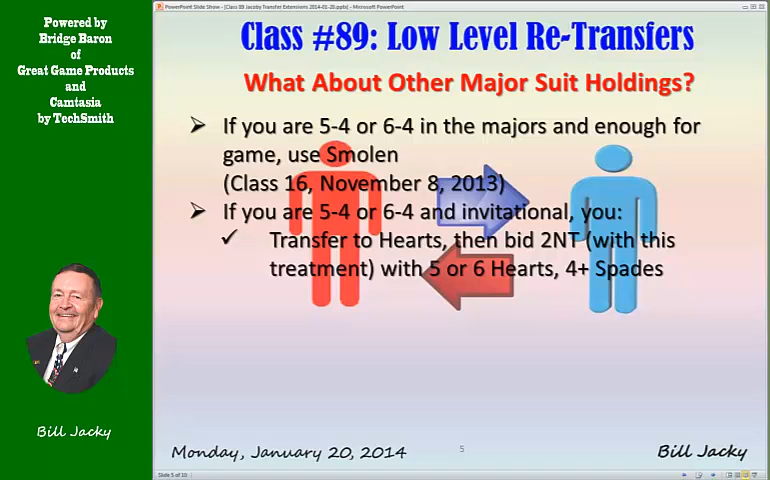 PowerPoint Slide Show - [Class 89 Jacoby Transfer Extensions 2014-01-20.pptx] - Microsoft PowerPoint
Powered by
Bridge Baron
of
Great Game Products
and
Camtasia
by TechSmith
Bill Jacky
Class #89: Low Level Re-Transfers
What About Other Major Suit Holdings?
➢ If you are 5-4 or 6-4 in the majors and enough for
game, use Smolen
(Class 16, November 8, 2013)
➢ If you are 5-4 or 6-4 and invitational, you:
✓ Transfer to Hearts, then bid 2NT (with this
treatment) with 5 or 6 Hearts, 4+ Spades
Monday, January 20, 2014
5
Bill Jacky
Slide 5 of 10